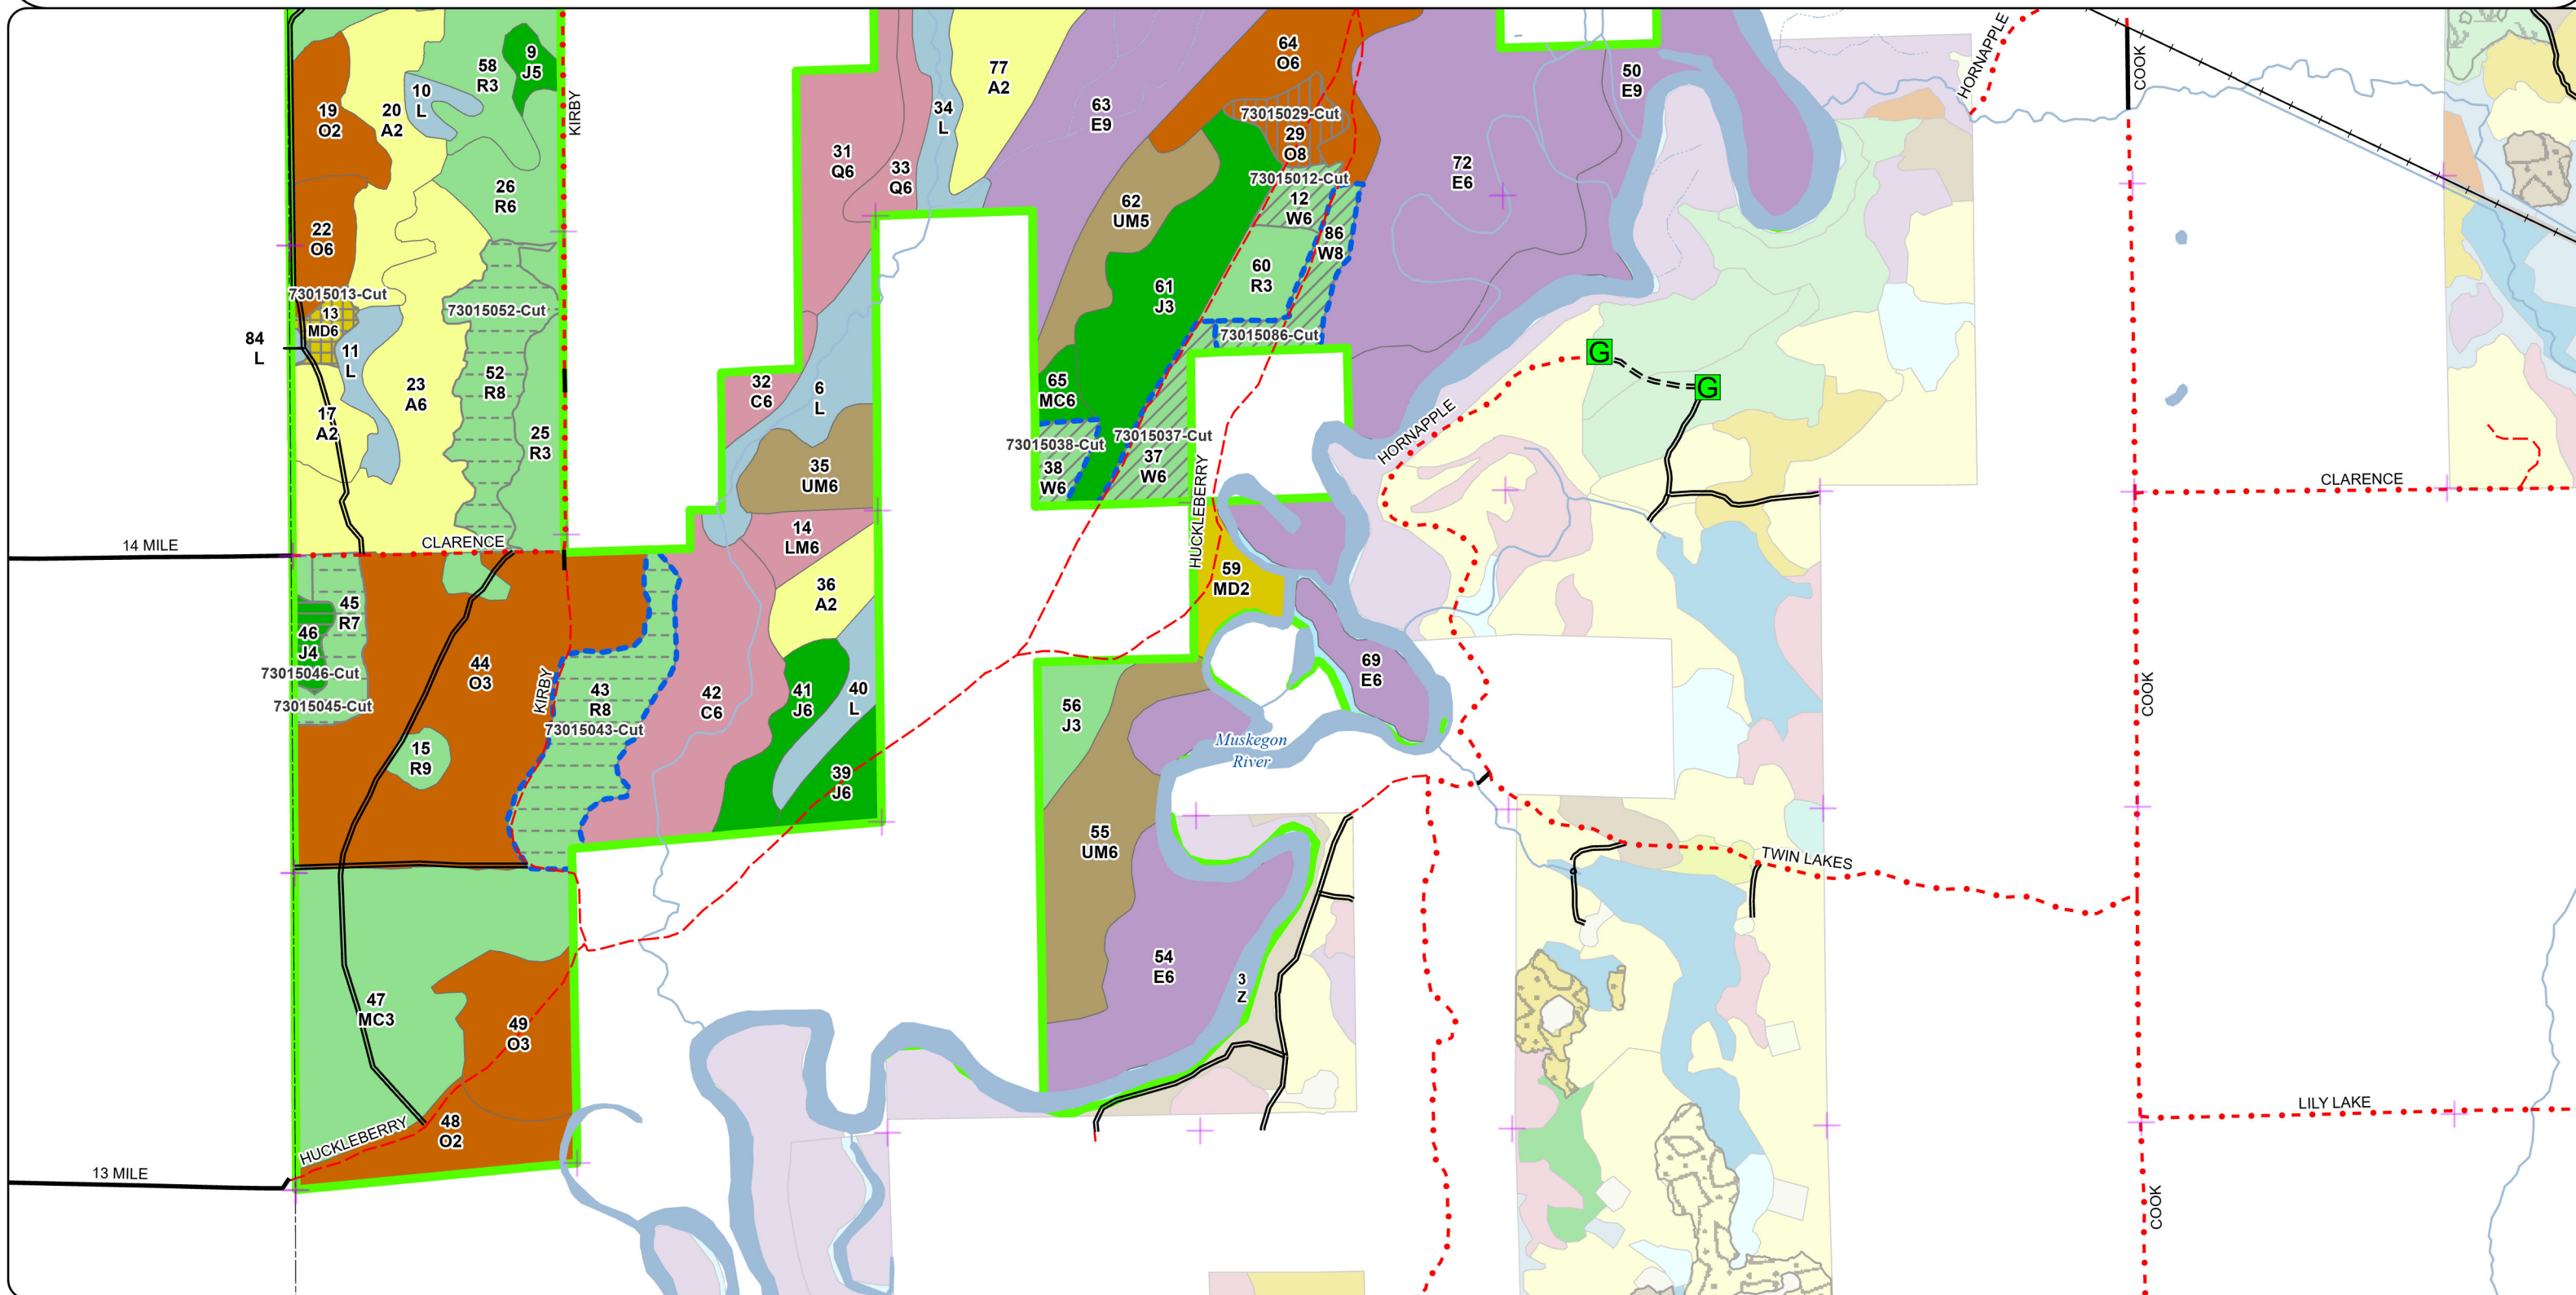 9
J5
58
R3
10
L
19
O2
20
A2
KIRBY
26
R6
22
O6
73015013-Cut
13
MD6
84
L
11
L
73015052-Cut
52
R8
23
A6
17
A2
25
R3
14 MILE
CLARENCE
45
R7
46
J4
73015046-Cut
73015045-Cut
44
O3
KIRBY
43
R8
73015043-Cut
15
R9
42
C6
47
MC3
49
O3
48
O2
HUCKLEBERRY
13 MILE
31
Q6
33
Q6
34
L
77
A2
63
E9
64
O6
73015029-Cut
29
O8
73015012-Cut
12
W6
86
W8
62
UM5
61
J3
60
R3
73015086-Cut
65
MC6
73015038-Cut
38
W6
73015037-Cut
37
W6
32
C6
6
L
35
UM6
14
LM6
36
A2
41
J6
40
L
39
J6
50
E9
72
E6
HUCKLEBERRY
59
MD2
69
E6
56
J3
Muskegon
River
55
UM6
54
E6
3
Z
HORNAPPLE
G
G
HORNAPPLE
COOK
CLARENCE
COOK
TWIN LAKES
LILY LAKE
COOK